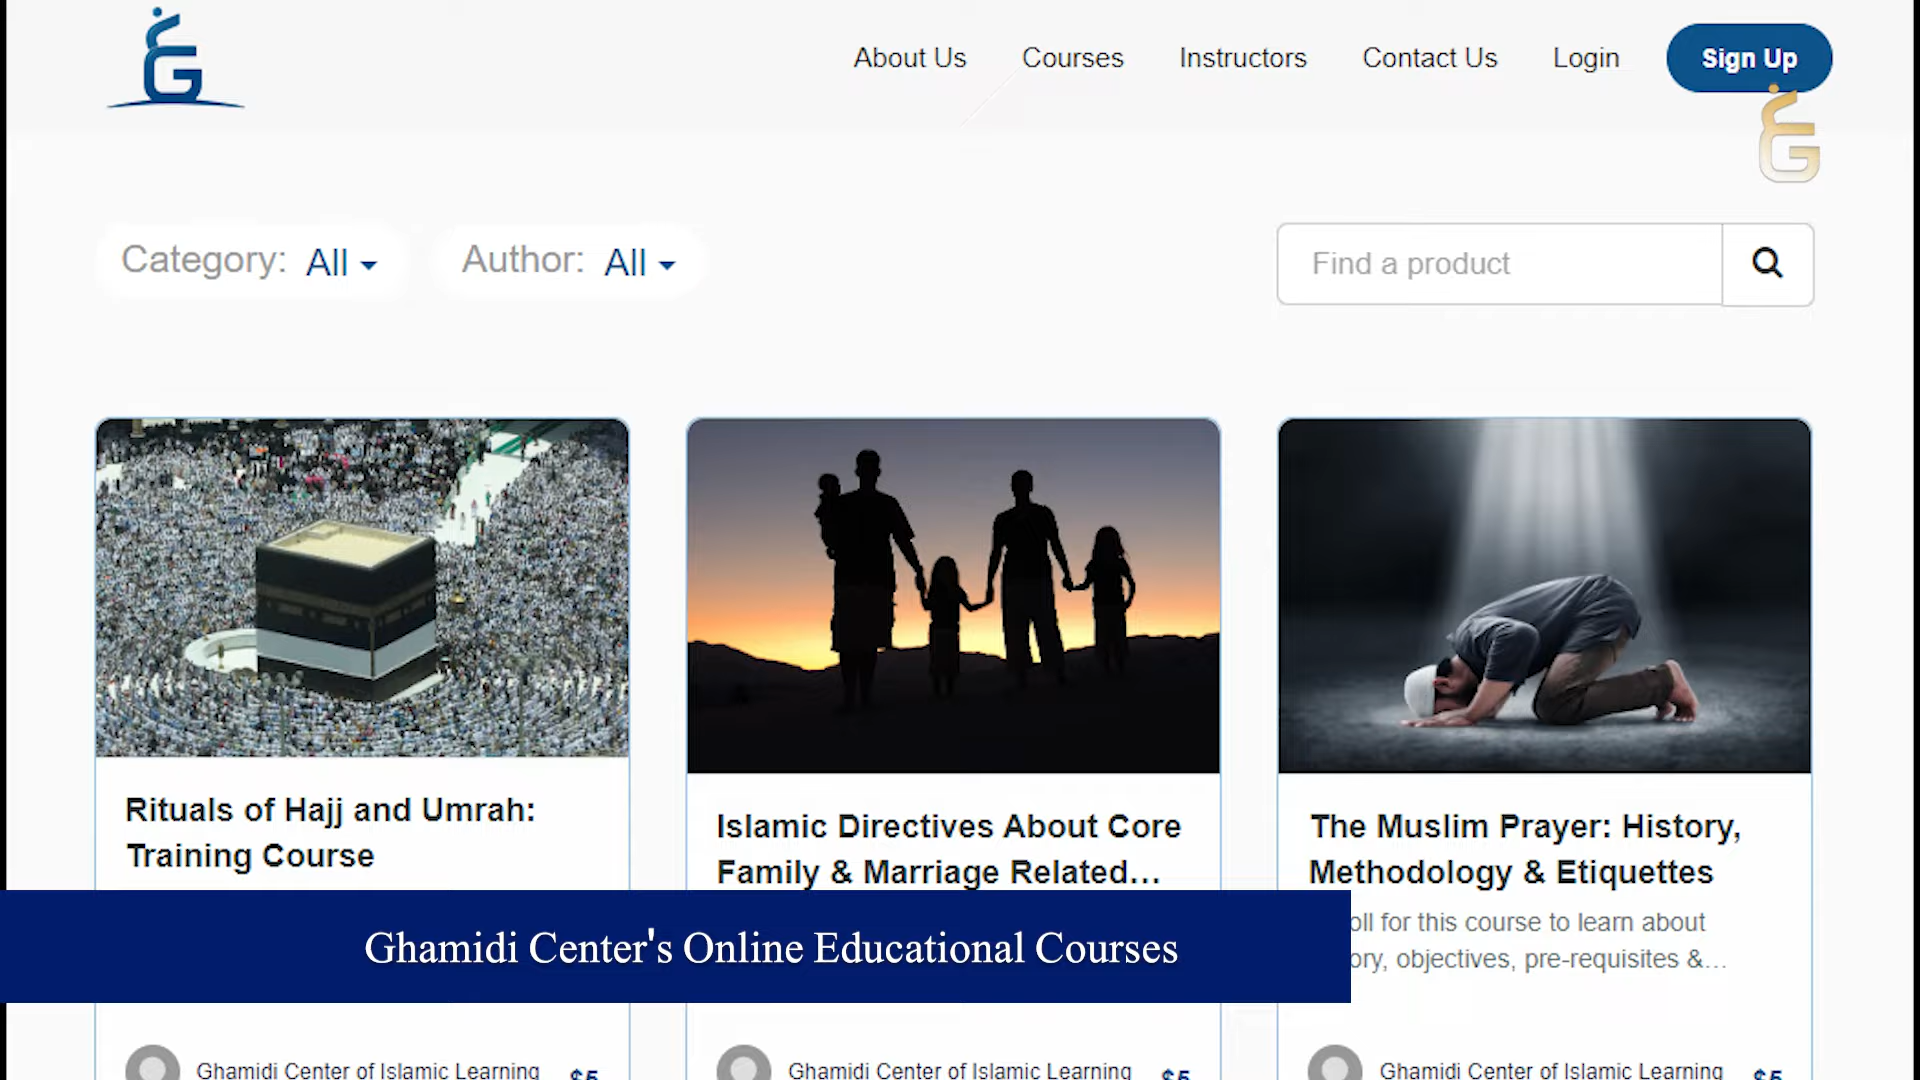 About Us
Courses
Instructors
Contact Us
Login
Sign Up
Category: All
Author: All
Find a product
Rituals of Hajj and Umrah:
Training Course
Islamic Directives About Core
Family & Marriage Related...
The Muslim Prayer: History,
Methodology & Etiquettes
for this course to learn about
objectives, pre-requisites &...
Ghamidi Center's Online Educational Courses
Ghamidi Center of Islamic Learning
$5
Ghamidi Center of Islamic Learning
$5
Ghamidi Center of Islamic Learning
$5